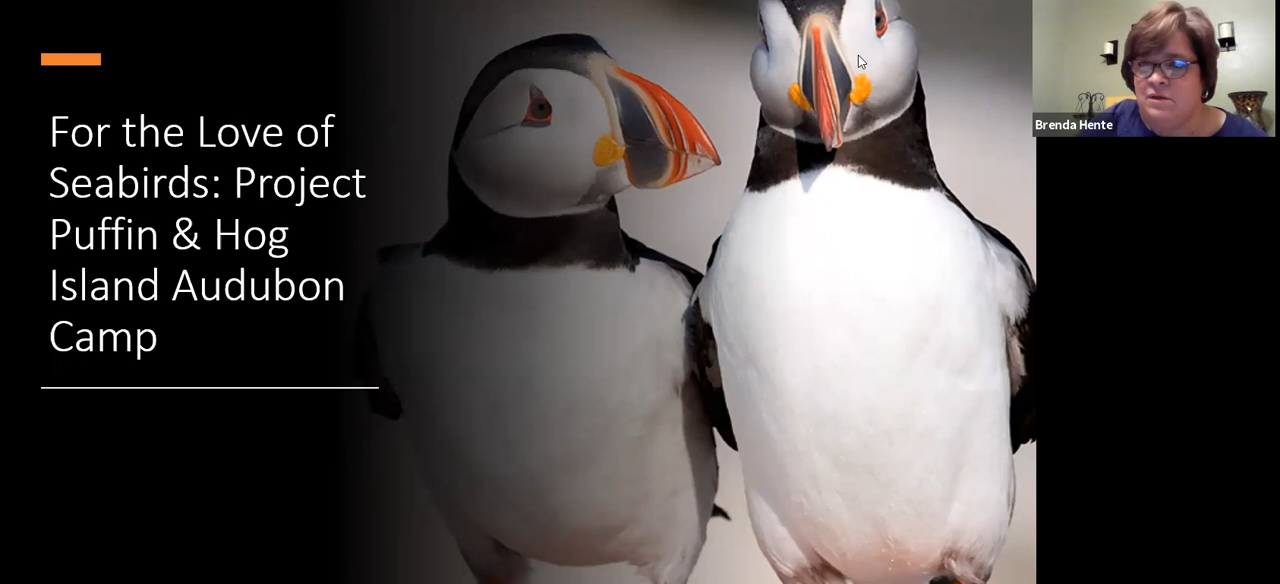 For the Love of
Seabirds: Project
Puffin & Hog
Island Audubon
Camp
Brenda Hente